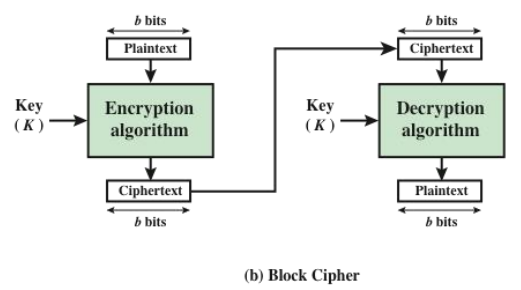 b bits
Plaintext
Key
(K)
Encryption
algorithm
Ciphertext
b bits
b bits
Ciphertext
Key
(K)
Decryption
algorithm
Plaintext
b bits
(b) Block Cipher